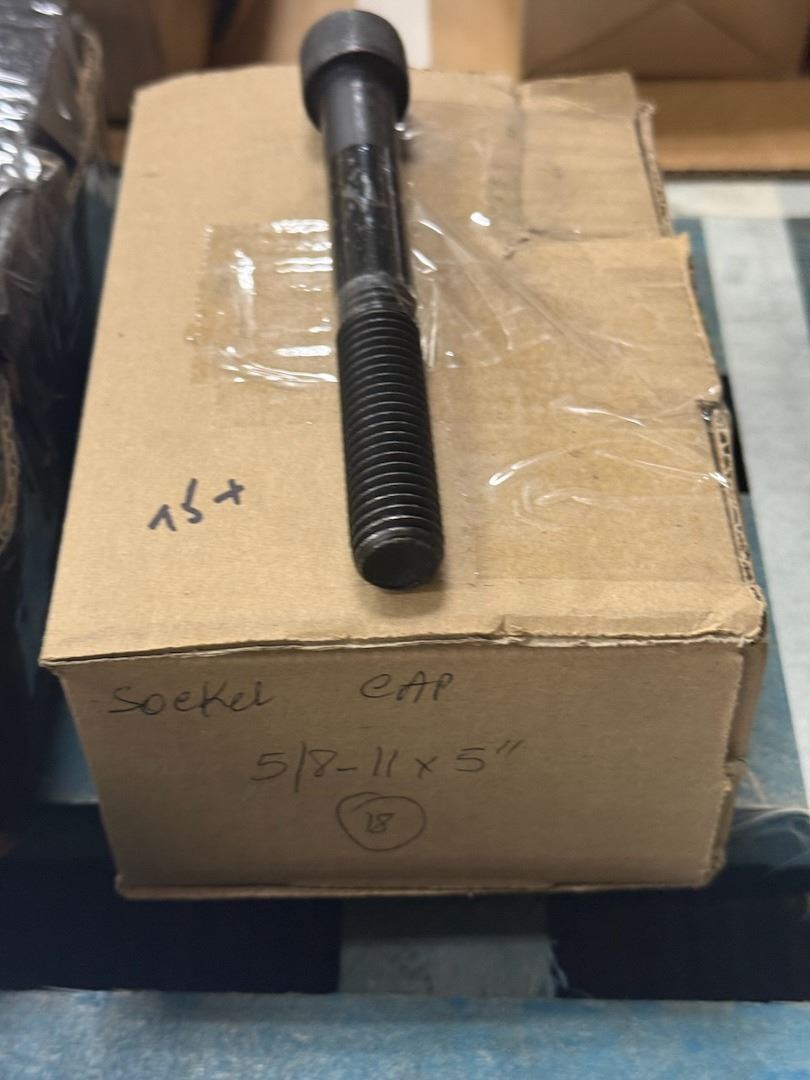 15+
Socket CAP
5/8-11 x 5"
18